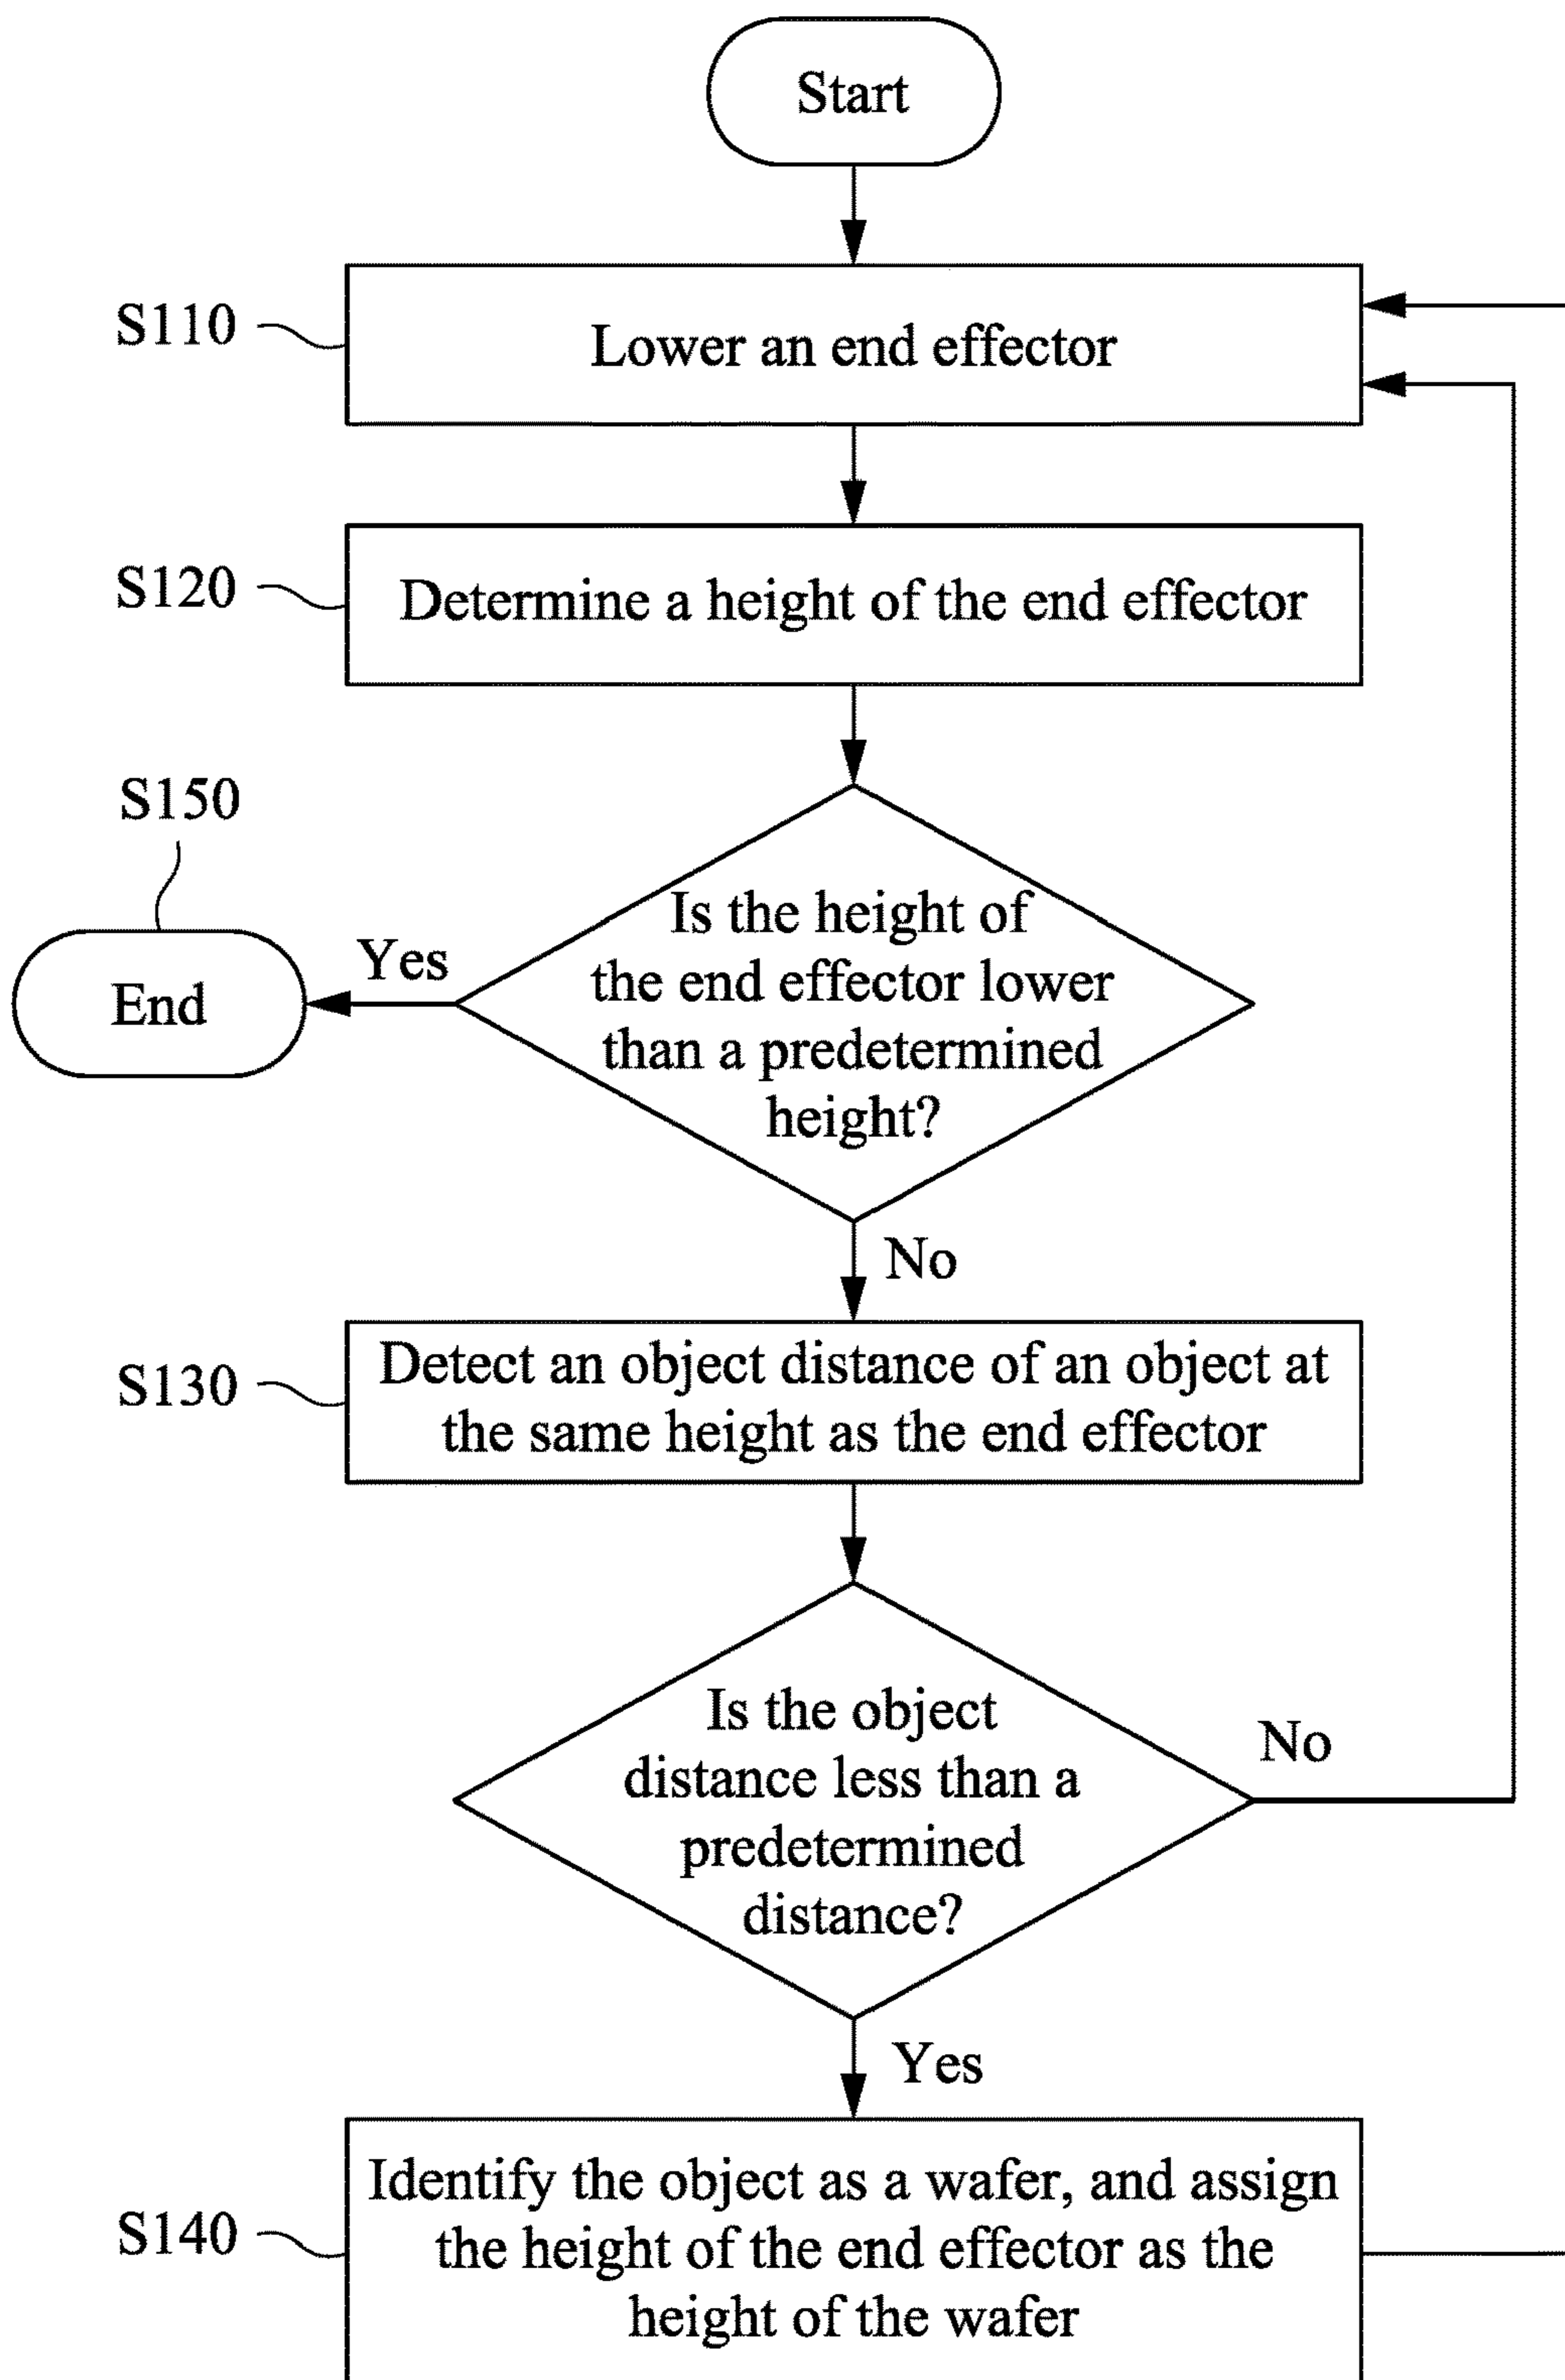 Start
S110
Lower an end effector
S120
Determine a height of the end effector
S150
End
Yes
Is the height of
the end effector lower
than a predetermined
height?
No
S130
Detect an object distance of an object at
the same height as the end effector
Is the object
distance less than a
predetermined
distance?
No
Yes
S140
Identify the object as a wafer, and assign
the height of the end effector as the
height of the wafer